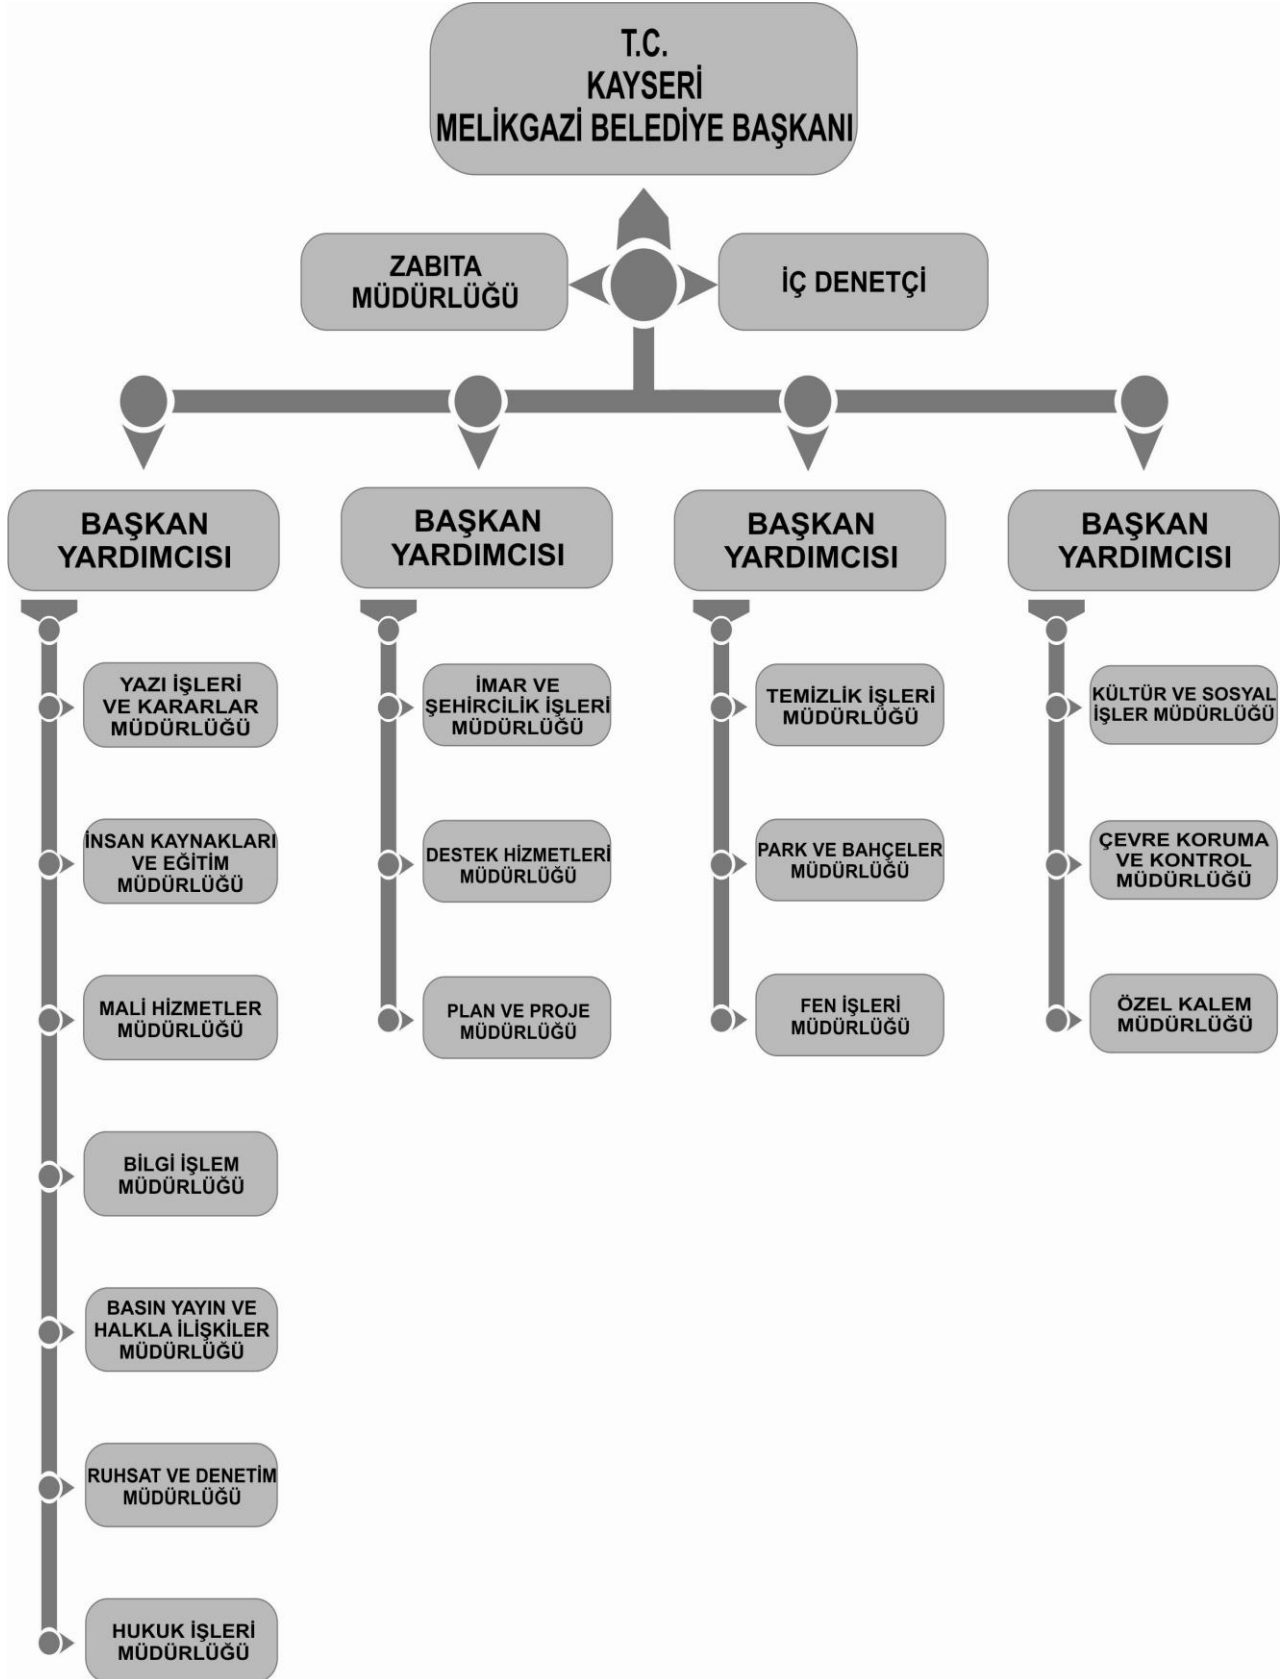 T.C.
KAYSERİ
MELİKGAZİ BELEDİYE BAŞKANI
ZABITA
MÜDÜRLÜĞÜ
İÇ DENETÇİ
BAŞKAN
YARDIMCISI
YAZI İŞLERİ
VE KARARLAR
MÜDÜRLÜĞÜ
İNSAN KAYNAKLARI
VE EĞİTİM
MÜDÜRLÜĞÜ
MALİ HİZMETLER
MÜDÜRLÜĞÜ
BİLGİ İŞLEM
MÜDÜRLÜĞÜ
BASIN YAYIN VE
HALKLA İLİŞKİLER
MÜDÜRLÜĞÜ
RUHSAT VE DENETİM
MÜDÜRLÜĞÜ
HUKUK İŞLERİ
MÜDÜRLÜĞÜ
BAŞKAN
YARDIMCISI
İMAR VE
ŞEHİRCİLİK İŞLERİ
MÜDÜRLÜĞÜ
DESTEK HİZMETLERİ
MÜDÜRLÜĞÜ
PLAN VE PROJE
MÜDÜRLÜĞÜ
BAŞKAN
YARDIMCISI
TEMİZLİK İŞLERİ
MÜDÜRLÜĞÜ
PARK VE BAHÇELER
MÜDÜRLÜĞÜ
FEN İŞLERİ
MÜDÜRLÜĞÜ
BAŞKAN
YARDIMCISI
KÜLTÜR VE SOSYAL
İŞLER MÜDÜRLÜĞÜ
ÇEVRE KORUMA
VE KONTROL
MÜDÜRLÜĞÜ
ÖZEL KALEM
MÜDÜRLÜĞÜ